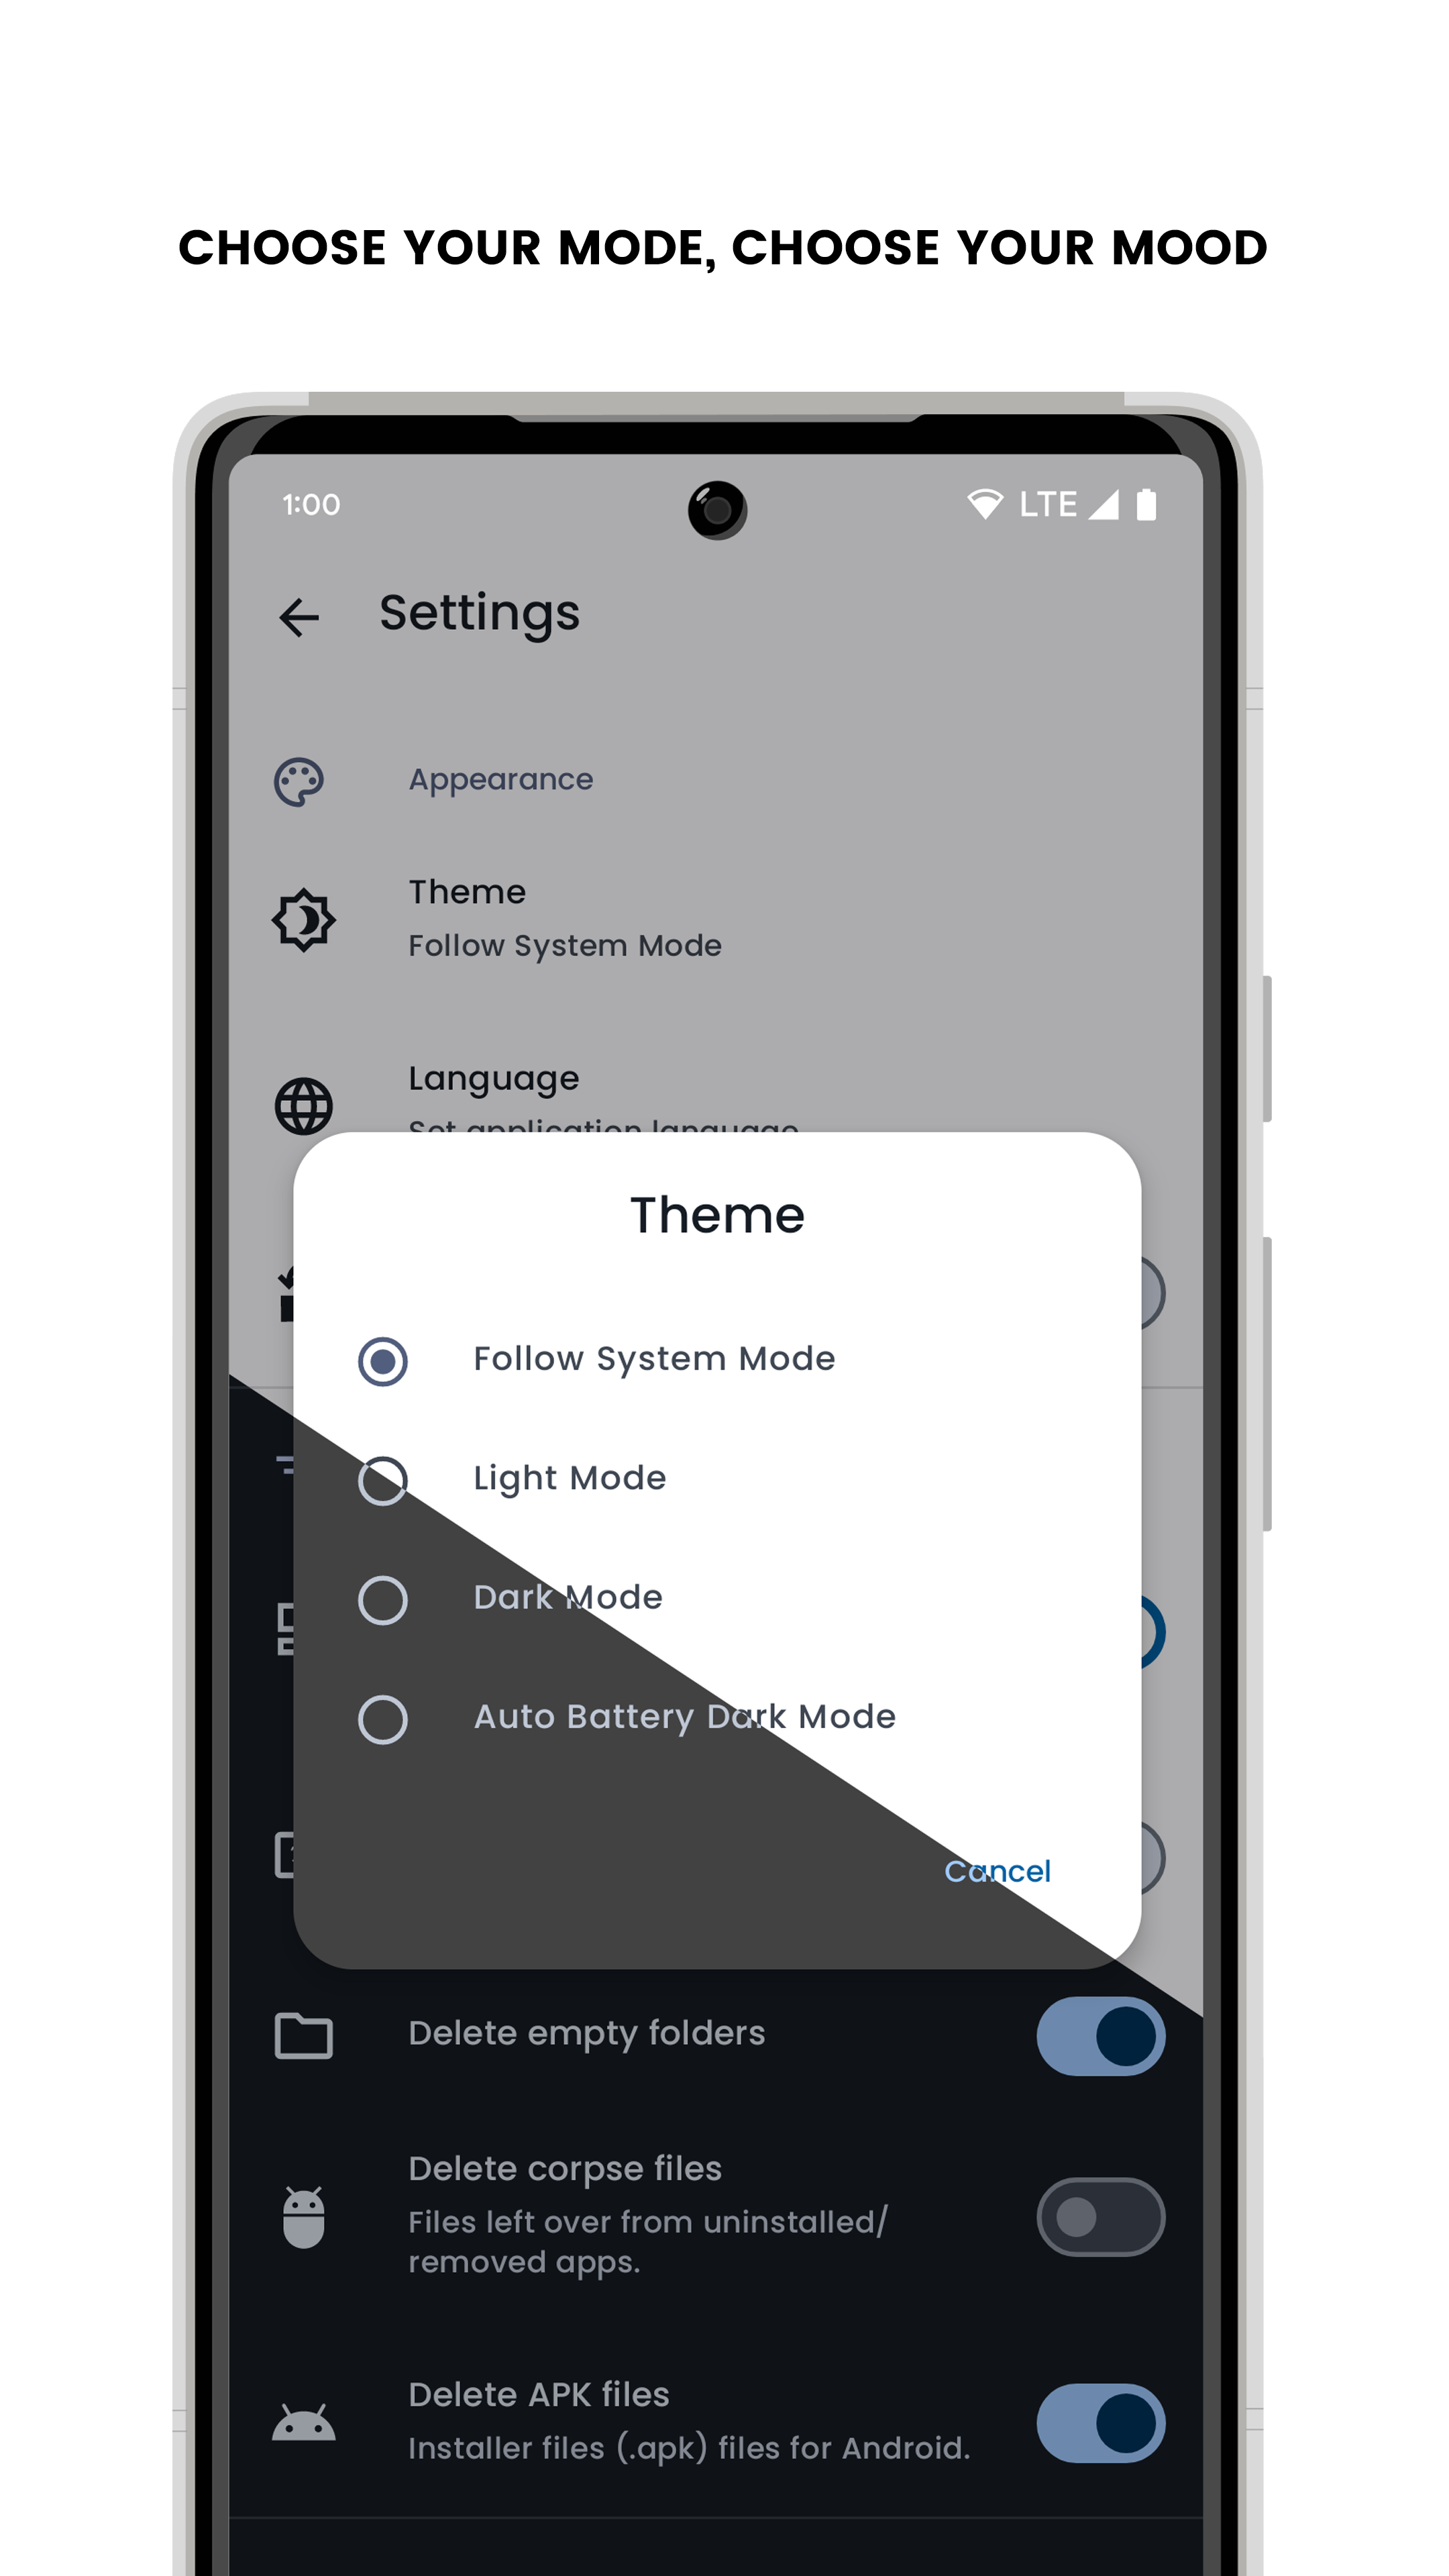 CHOOSE YOUR MODE, CHOOSE YOUR MOOD
1:00
LTE
Settings
Appearance
Theme
Follow System Mode
Language
Set application language
Theme
Follow System Mode
Light Mode
Dark Mode
Auto Battery Dark Mode
Cancel
Delete empty folders
Delete corpse files
Files left over from uninstalled/
removed apps.
Delete APK files
Installer files (.apk) files for Android.